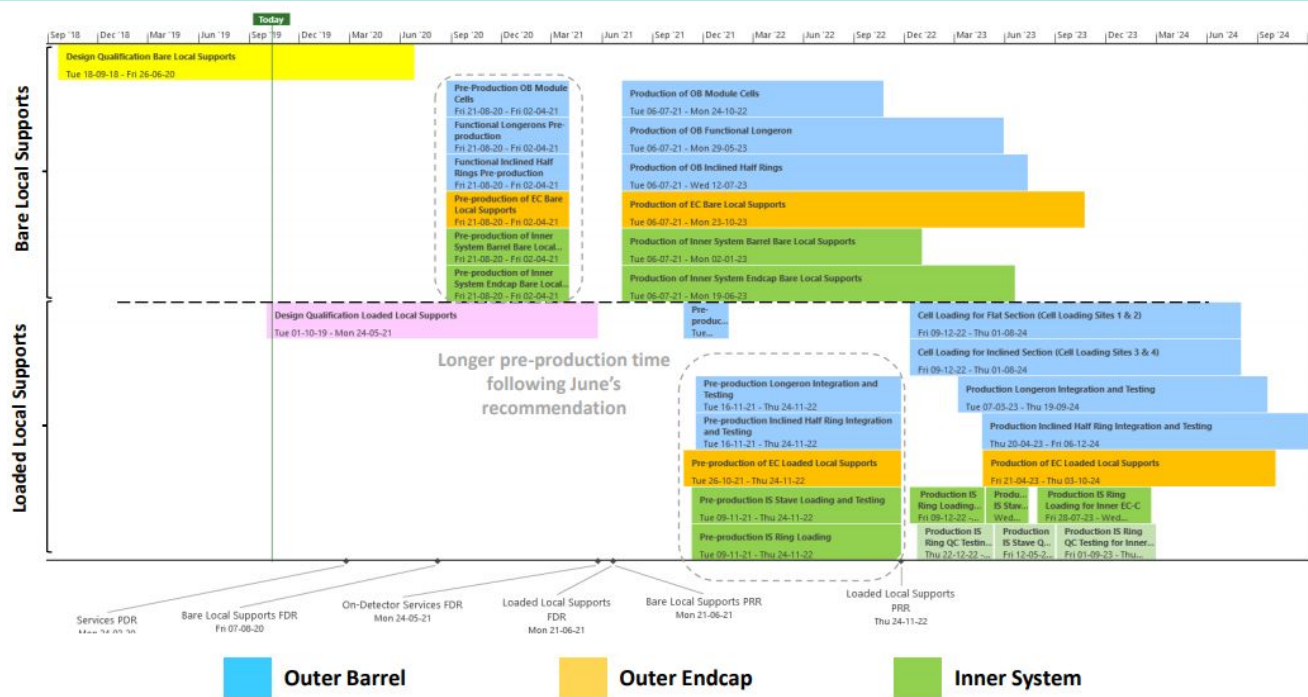 Today
Sep '18
Dec '18
Mar '19
Jun '19
Sep '19
Dec '19
Mar '20
Jun '20
Sep '20
Dec '20
Mar '21
Jun '21
Sep '21
Dec '21
Mar '22
Jun '22
Sep '22
Dec '22
Mar '23
Jun '23
Sep '23
Dec '23
Mar '24
Jun '24
Sep '24
Bare Local Supports
Design Qualification Bare Local Supports
Tue 18-09-18 - Fri 26-06-20
Pre-Production OB Module
Cells
Fri 21-08-20 - Fri 02-04-21
Production of OB Module Cells
Tue 06-07-21 - Mon 24-10-22
Functional Longerons Pre-
production
Fri 21-08-20 - Fri 02-04-21
Production of OB Functional Longeron
Tue 06-07-21 - Mon 29-05-23
Functional Inclined Half
Rings Pre-production
Fri 21-08-20 - Fri 02-04-21
Production of OB Inclined Half Rings
Tue 06-07-21 - Wed 12-07-23
Pre-production of EC Bare
Local Supports
Fri 21-08-20 - Fri 02-04-21
Production of EC Bare Local Supports
Tue 06-07-21 - Mon 23-10-23
Pre-production of Inner
System Barrel Bare Local...
Fri 21-08-20 - Fri 02-04-21
Production of Inner System Barrel Bare Local Supports
Tue 06-07-21 - Mon 02-01-23
Pre-production of Inner
System Endcap Bare Local...
Fri 21-08-20 - Fri 02-04-21
Production of Inner System Endcap Bare Local Supports
Tue 06-07-21 - Mon 19-06-23
Loaded Local Supports
Design Qualification Loaded Local Supports
Tue 01-10-19 - Mon 24-05-21
Pre-
produc...
Tue...
Cell Loading for Flat Section (Cell Loading Sites 1 & 2)
Fri 09-12-22 - Thu 01-08-24
Longer pre-production time
following June's
recommendation
Cell Loading for Inclined Section (Cell Loading Sites 3 & 4)
Fri 09-12-22 - Thu 01-08-24
Pre-production Longeron Integration and
Testing
Tue 16-11-21 - Thu 24-11-22
Production Longeron Integration and Testing
Tue 07-03-23 - Thu 19-09-24
Pre-production Inclined Half Ring Integration
and Testing
Tue 16-11-21 - Thu 24-11-22
Production Inclined Half Ring Integration and Testing
Thu 20-04-23 - Fri 06-12-24
Pre-production of EC Loaded Local Supports
Tue 26-10-21 - Thu 24-11-22
Production of EC Loaded Local Supports
Fri 21-04-23 - Thu 03-10-24
Pre-production IS Stave Loading and Testing
Tue 09-11-21 - Thu 24-11-22
Production IS
Ring Loading...
Fri 09-12-22 -...
Produ...
IS Stav...
Wed...
Production IS Ring
Loading for Inner EC-C
Fri 28-07-23 - Wed...
Pre-production IS Ring Loading
Tue 09-11-21 - Thu 24-11-22
Production IS
Ring QC Testin...
Thu 22-12-22 -...
Production
IS Stave Q...
Fri 12-05-2...
Production IS Ring
QC Testing for Inner...
Fri 01-09-23 - Thu...
Services PDR
Mon 24-02-20
Bare Local Supports FDR
Fri 07-08-20
On-Detector Services FDR
Mon 24-05-21
Loaded Local Supports
FDR
Mon 21-06-21
Bare Local Supports PRR
Mon 21-06-21
Loaded Local Supports
PRR
Thu 24-11-22
Outer Barrel
Outer Endcap
Inner System